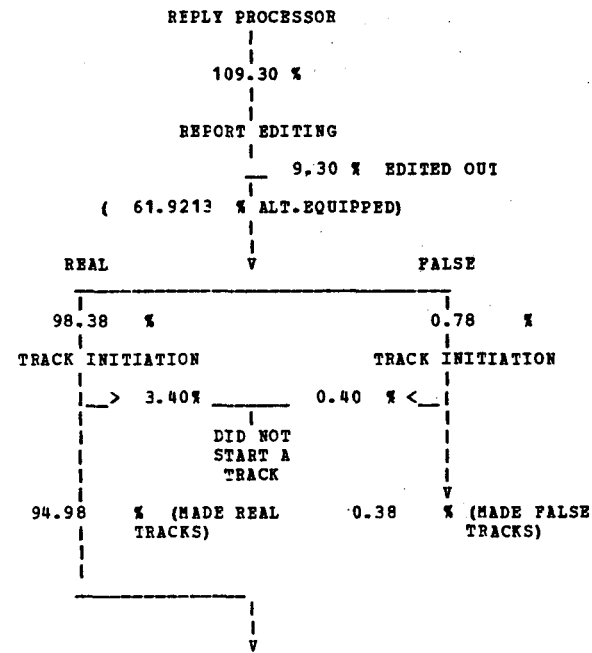 REPLY PROCESSOR
109.30 %
REPORT EDITING
9.30 % EDITED OUT
( 61.9213 % ALT.EQUIPPED)
REAL V FALSE
98.38 % 0.78 %
TRACK INITIATION TRACK INITIATION
> 3.40% 0.40 % <
DID NOT
START A
TRACK
V
94.98 % (MADE REAL 0.38 % (MADE FALSE
TRACKS) TRACKS)
V